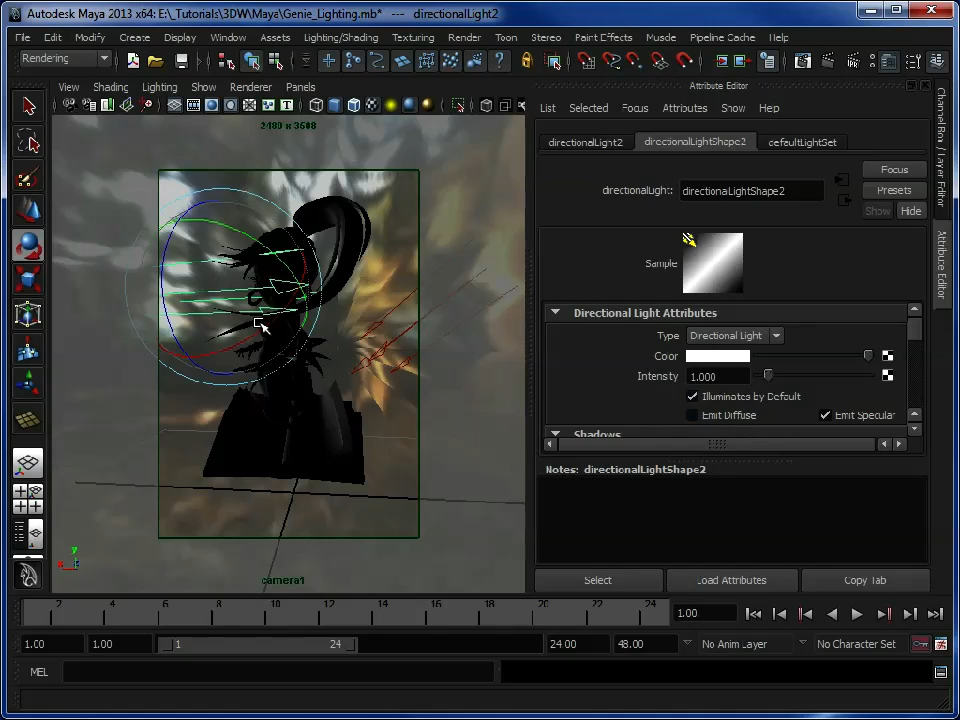 Autodesk Maya 2013 x64: E:\_Tutorials\3DW\Maya\Genie_Lighting.mb* --- directionalLight2
File Edit Modify Create Display Window Assets Lighting/Shading Texturing Render Toon Stereo Paint Effects Muscle Pipeline Cache Help
Rendering
View Shading Lighting Show Renderer Panels
Attribute Editor
List Selected Focus Attributes Show Help
2480 x 3508
directionalLight2 directionalLightShape2 defaultLightSet
Focus
directionalLight: directionalLightShape2
Presets
Show Hide
Sample
Directional Light Attributes
Type Directional Light
Color
Intensity 1.000
Illuminates by Default
Emit Diffuse Emit Specular
Shadows
Notes: directionalLightShape2
camera1
Select Load Attributes Copy Tab
Channel Box / Layer Editor
Attribute Editor
y
x z
2 4 6 8 10 12 14 16 18 20 22 24
1.00
1.00 1.00 1 24 24.00 48.00 No Anim Layer No Character Set
MEL